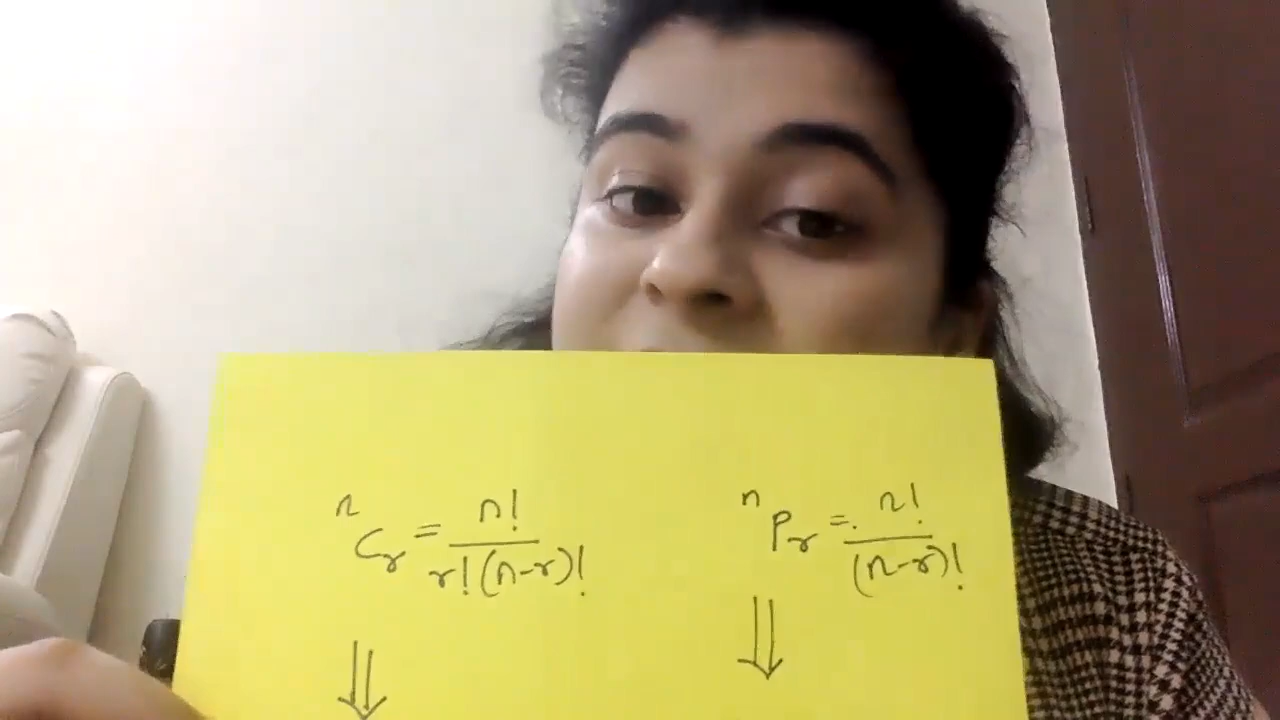 ⁿCᵣ = n! / r!(n-r)!
ⁿPᵣ = n! / (n-r)!